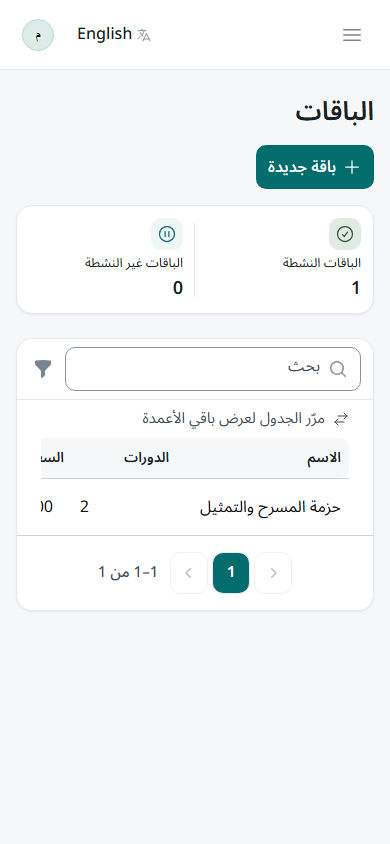 English م
الباقات
باقة جديدة
الباقات النشطة
1
الباقات غير النشطة
0
بحث
مرّر الجدول لعرض باقي الأعمدة
الاسم الدورات
حزمة المسرح والتمثيل 2
1
1–1 من 1